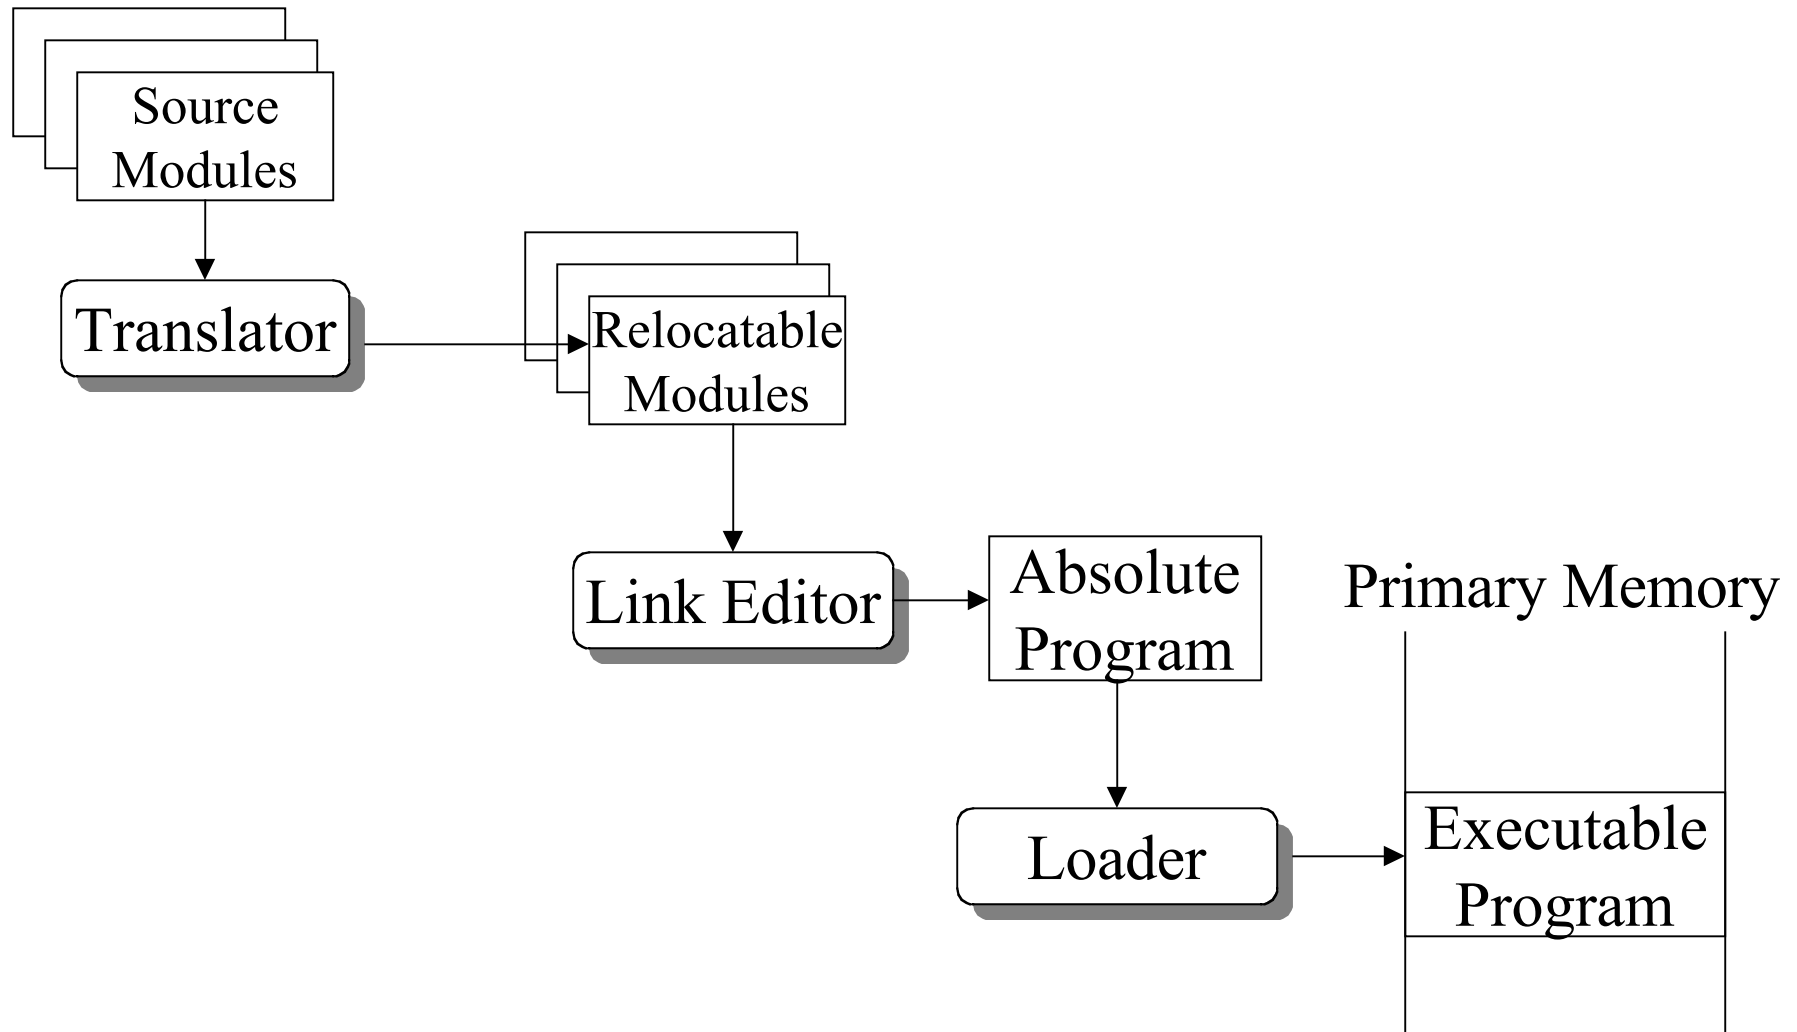 Source
Modules
Translator
Relocatable
Modules
Link Editor
Absolute
Program
Primary Memory
Loader
Executable
Program